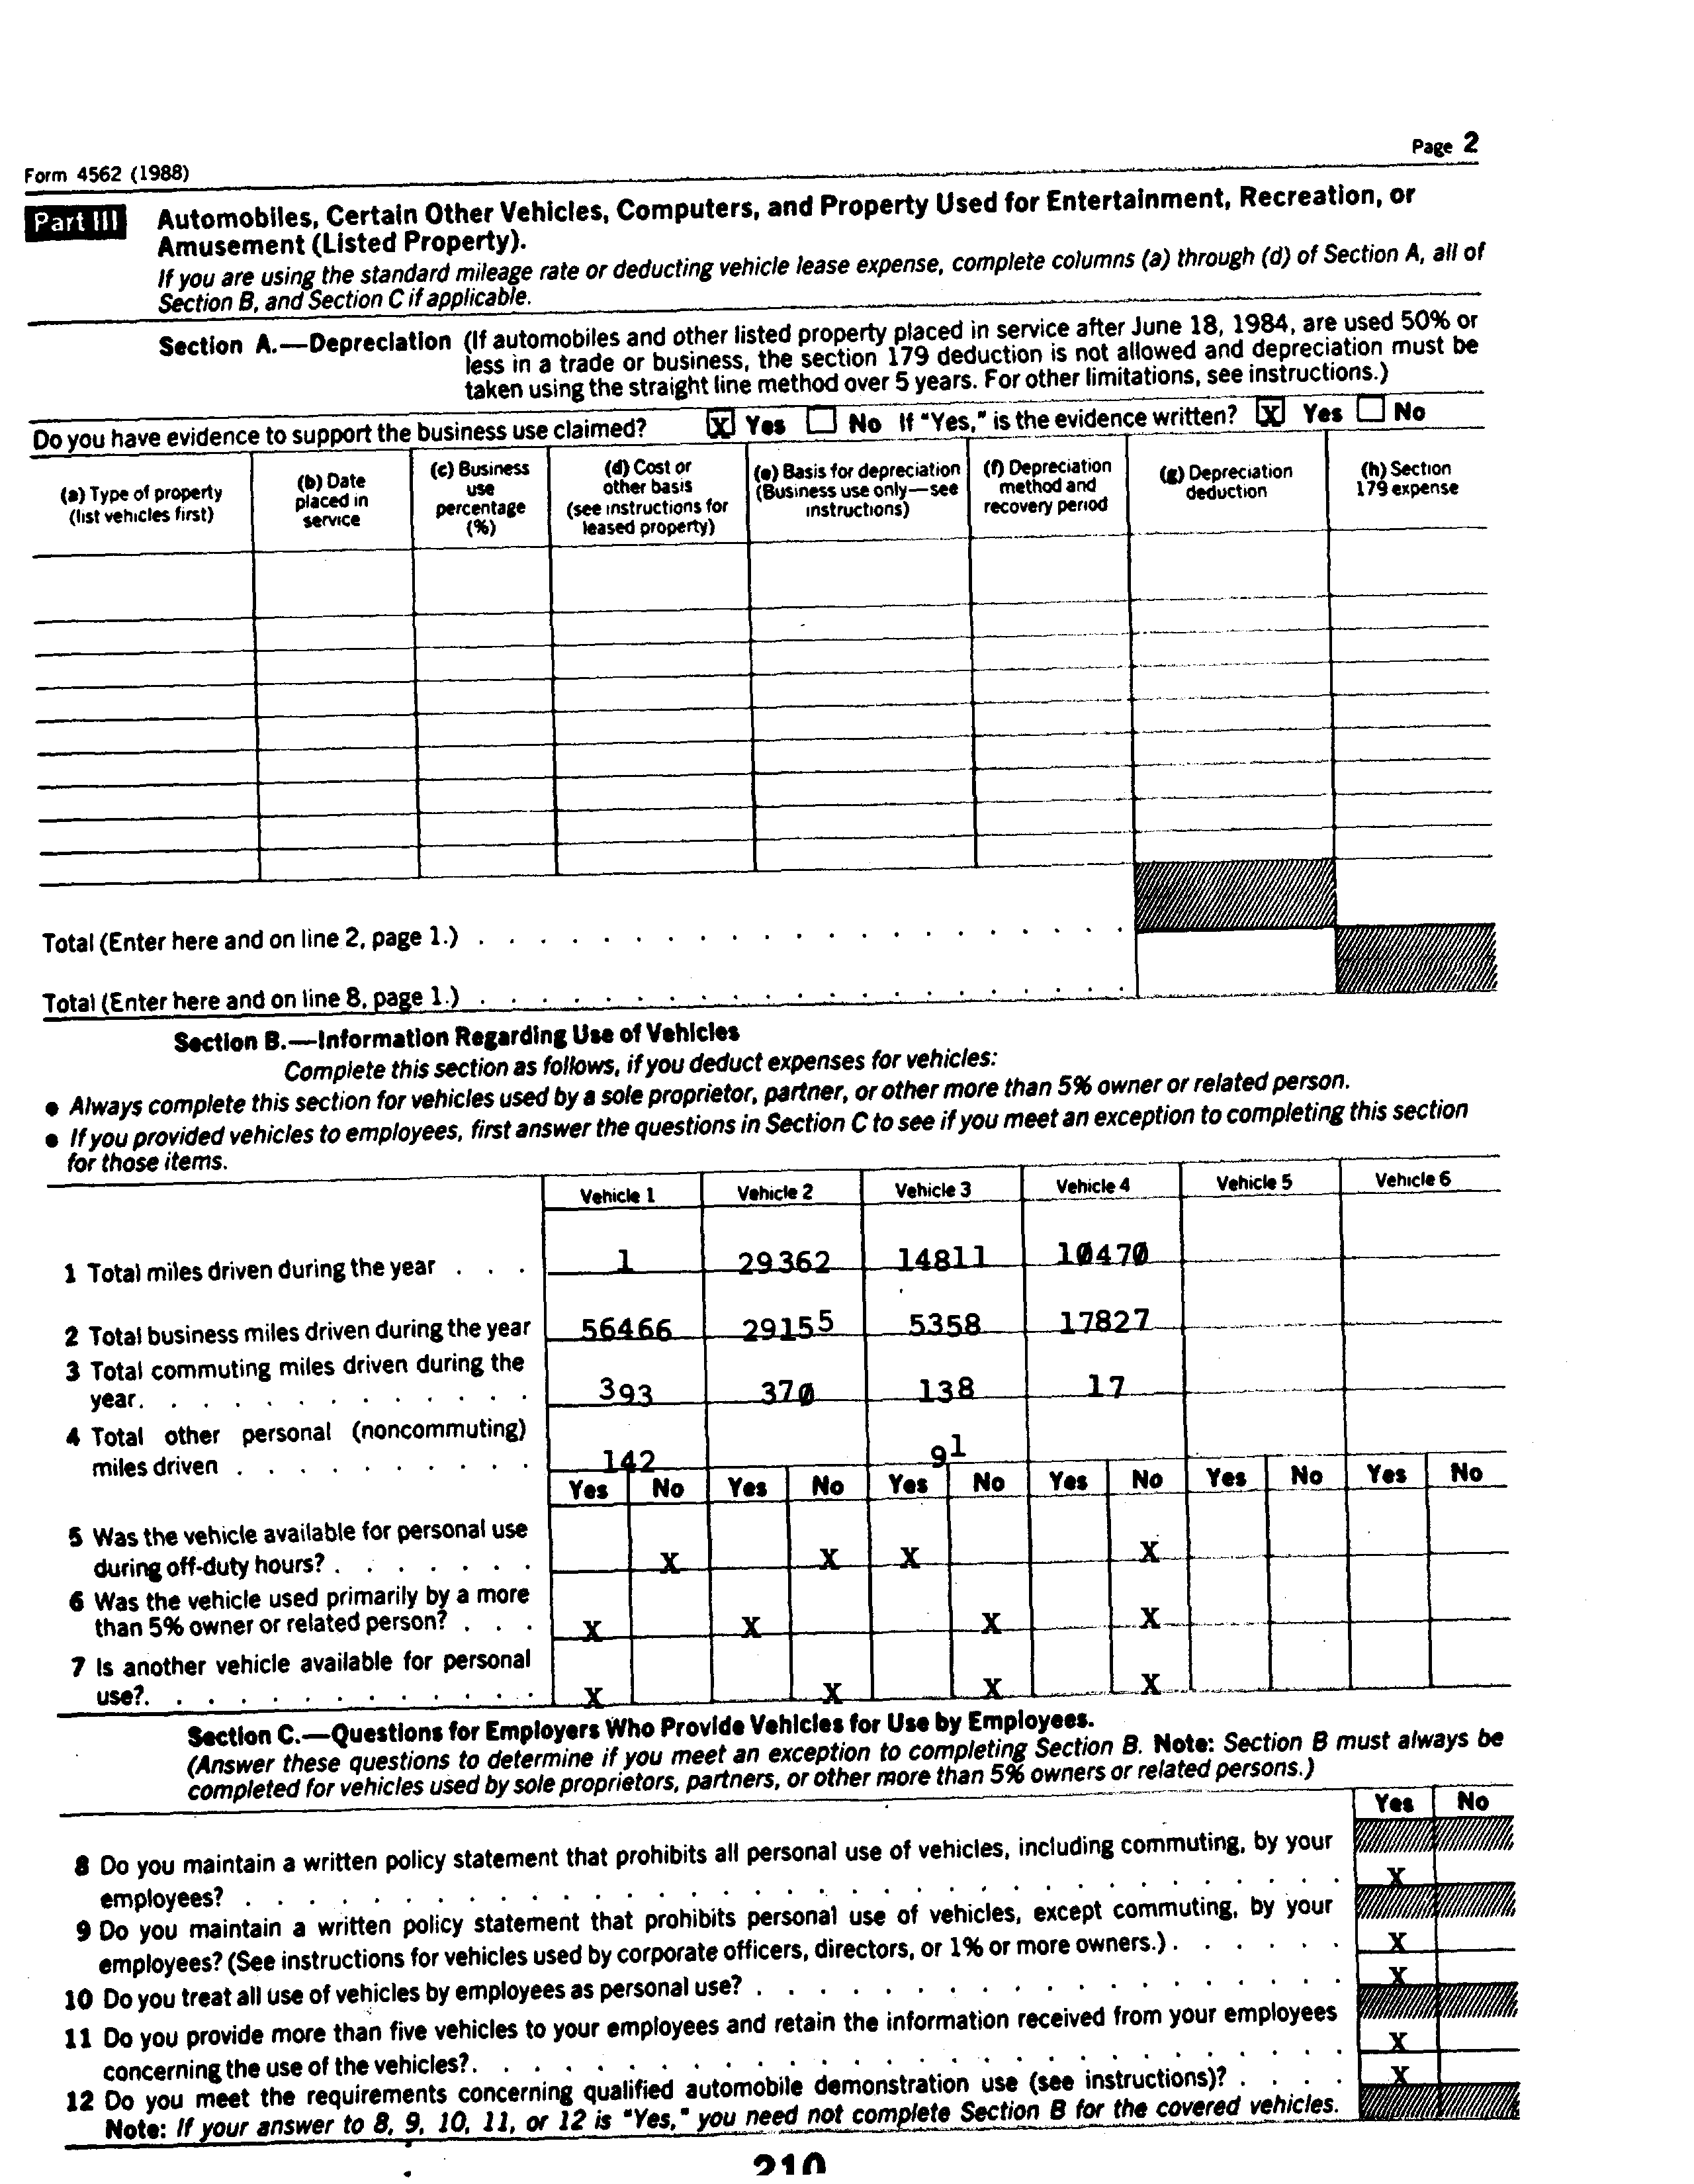 Form 4562 (1988)
Page 2
Part III Automobiles, Certain Other Vehicles, Computers, and Property Used for Entertainment, Recreation, or
Amusement (Listed Property).
If you are using the standard mileage rate or deducting vehicle lease expense, complete columns (a) through (d) of Section A, all of
Section B, and Section C if applicable.
Section A.—Depreciation (If automobiles and other listed property placed in service after June 18, 1984, are used 50% or
less in a trade or business, the section 179 deduction is not allowed and depreciation must be
taken using the straight line method over 5 years. For other limitations, see instructions.)
Do you have evidence to support the business use claimed? X Yes No If "Yes," is the evidence written? X Yes No
(a) Type of property
(list vehicles first)
(b) Date
placed in
service
(c) Business
use
percentage
(%)
(d) Cost or
other basis
(see instructions for
leased property)
(e) Basis for depreciation
(Business use only—see
instructions)
(f) Depreciation
method and
recovery period
(g) Depreciation
deduction
(h) Section
179 expense
Total (Enter here and on line 2, page 1.) . . . . . . . . . . . . . . . . . . . . .
Total (Enter here and on line 8, page 1.) . . . . . . . . . . . . . . . . . . . . .
Section B.—Information Regarding Use of Vehicles
Complete this section as follows, if you deduct expenses for vehicles:
● Always complete this section for vehicles used by a sole proprietor, partner, or other more than 5% owner or related person.
● If you provided vehicles to employees, first answer the questions in Section C to see if you meet an exception to completing this section
for those items.
Vehicle 1 Vehicle 2 Vehicle 3 Vehicle 4 Vehicle 5 Vehicle 6
1 Total miles driven during the year . . . 1 29362 14811 10470
2 Total business miles driven during the year 56466 29155 5358 17827
3 Total commuting miles driven during the
year. . . . . . . . . . . . . 393 370 138 17
4 Total other personal (noncommuting)
miles driven . . . . . . . . . . 142 91
Yes No Yes No Yes No Yes No Yes No Yes No
5 Was the vehicle available for personal use
during off-duty hours? . . . . . . . X X X X
6 Was the vehicle used primarily by a more
than 5% owner or related person? . . . X X X X
7 Is another vehicle available for personal
use?. . . . . . . . . . . . . X X X X
Section C.—Questions for Employers Who Provide Vehicles for Use by Employees.
(Answer these questions to determine if you meet an exception to completing Section B. Note: Section B must always be
completed for vehicles used by sole proprietors, partners, or other more than 5% owners or related persons.)
Yes No
8 Do you maintain a written policy statement that prohibits all personal use of vehicles, including commuting, by your
employees? . . . . . . . . . . . . . . . . . . . . . . . . . . . . . . . . . . X
9 Do you maintain a written policy statement that prohibits personal use of vehicles, except commuting, by your
employees? (See instructions for vehicles used by corporate officers, directors, or 1% or more owners.) . . . . . . X
10 Do you treat all use of vehicles by employees as personal use? . . . . . . . . . . . . . . . . . . . X
11 Do you provide more than five vehicles to your employees and retain the information received from your employees
concerning the use of the vehicles?. . . . . . . . . . . . . . . . . . . . . . . . . . . . X
12 Do you meet the requirements concerning qualified automobile demonstration use (see instructions)? . . . . X
Note: If your answer to 8, 9, 10, 11, or 12 is "Yes," you need not complete Section B for the covered vehicles.
210